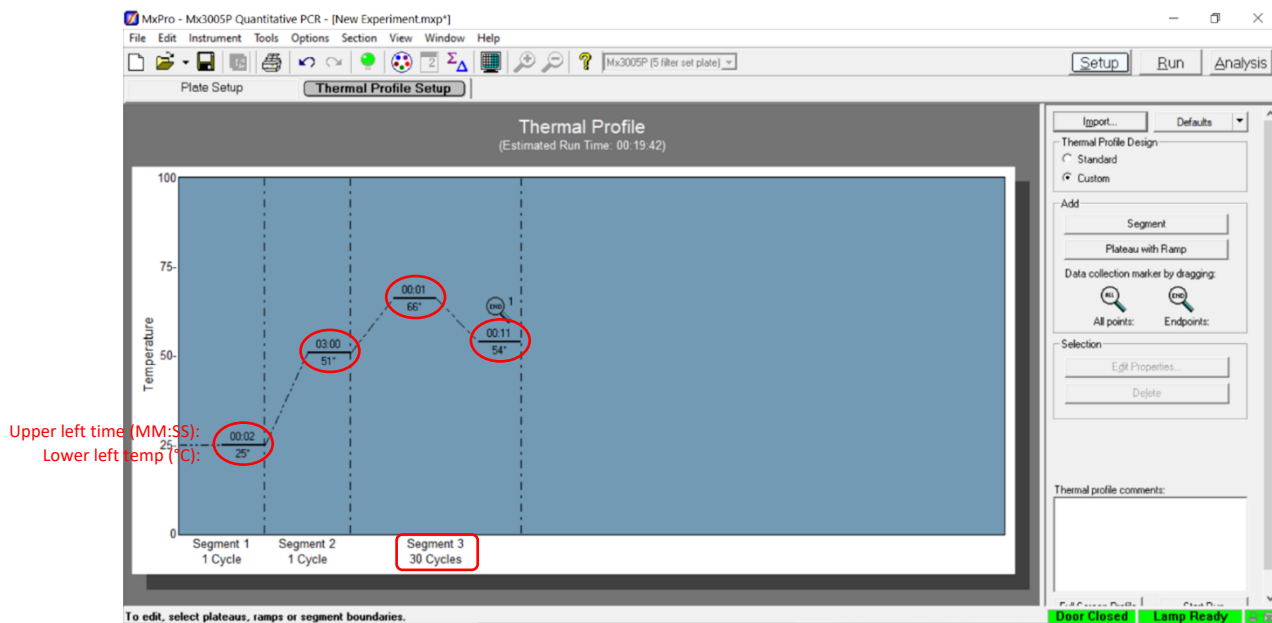 MxPro - Mx3005P Quantitative PCR - [New Experiment.mxp*]
File Edit Instrument Tools Options Section View Window Help
Mx3005P (5 filter set plate)
Setup Run Analysis
Plate Setup Thermal Profile Setup
Thermal Profile
(Estimated Run Time: 00:19:42)
100
75-
50-
25-
0
Temperature
00:01
66°
END 1
00:11
54°
03:00
51°
Upper left time (MM:SS):
Lower left temp (°C):
00:02
25°
Segment 1 Segment 2 Segment 3
1 Cycle 1 Cycle 30 Cycles
Import... Defaults
Thermal Profile Design
Standard
Custom
Add
Segment
Plateau with Ramp
Data collection marker by dragging:
ALL END
All points: Endpoints:
Selection
Edit Properties...
Delete
Thermal profile comments:
To edit, select plateaus, ramps or segment boundaries.
Door Closed Lamp Ready